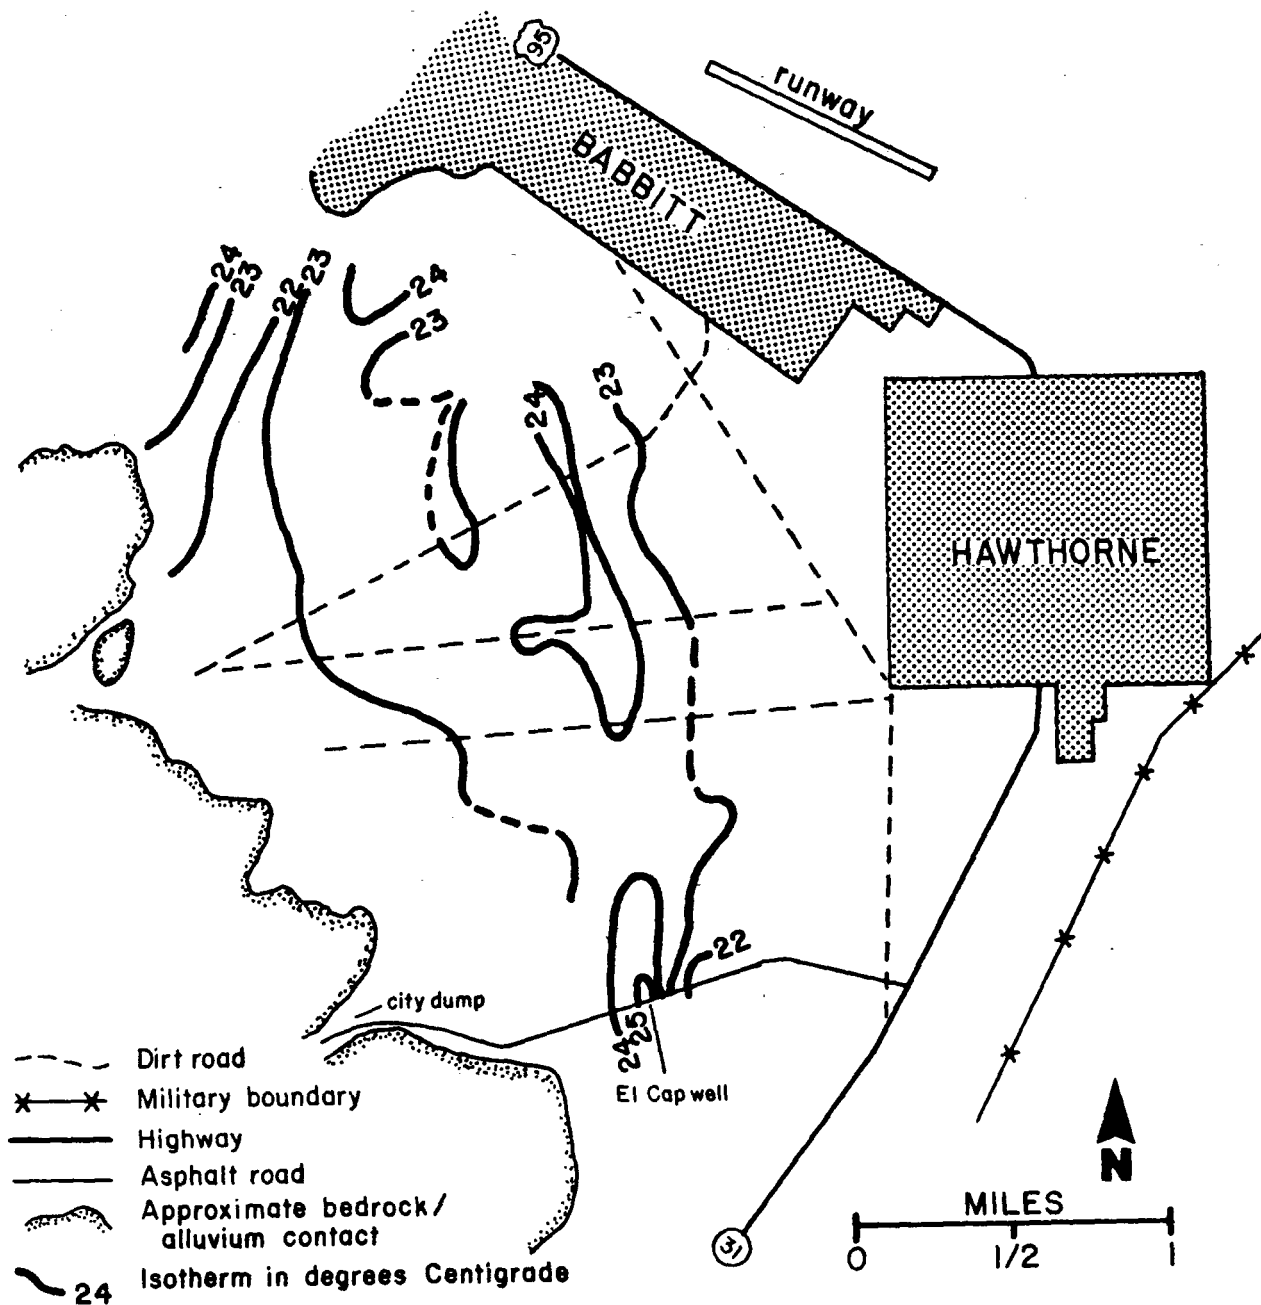 95
runway
BABBITT
24
23
22
23
24
23
24
23
HAWTHORNE
22
city dump
24
25
El Cap well
Dirt road
Military boundary
Highway
Asphalt road
Approximate bedrock/
alluvium contact
24 Isotherm in degrees Centigrade
N
MILES
0 1/2 1
31